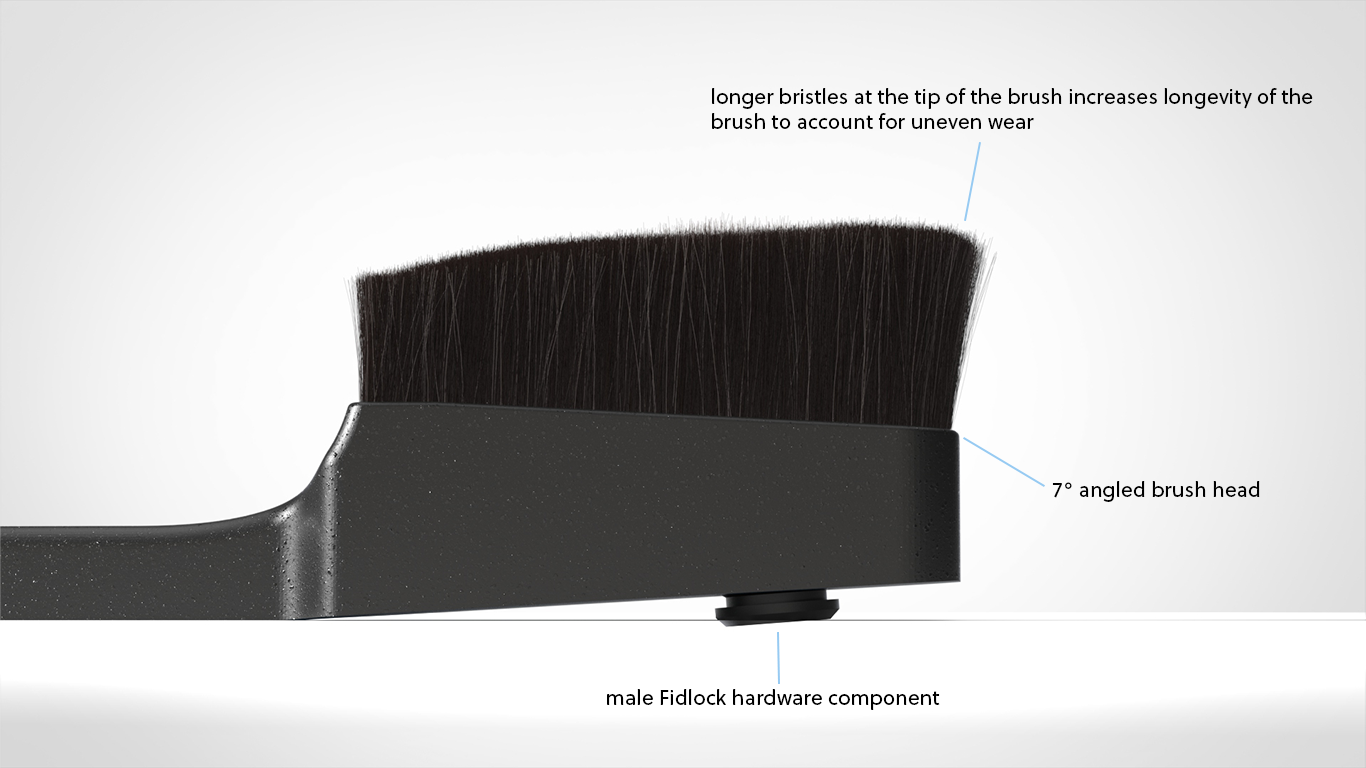 longer bristles at the tip of the brush increases longevity of the
brush to account for uneven wear
7° angled brush head
male Fidlock hardware component